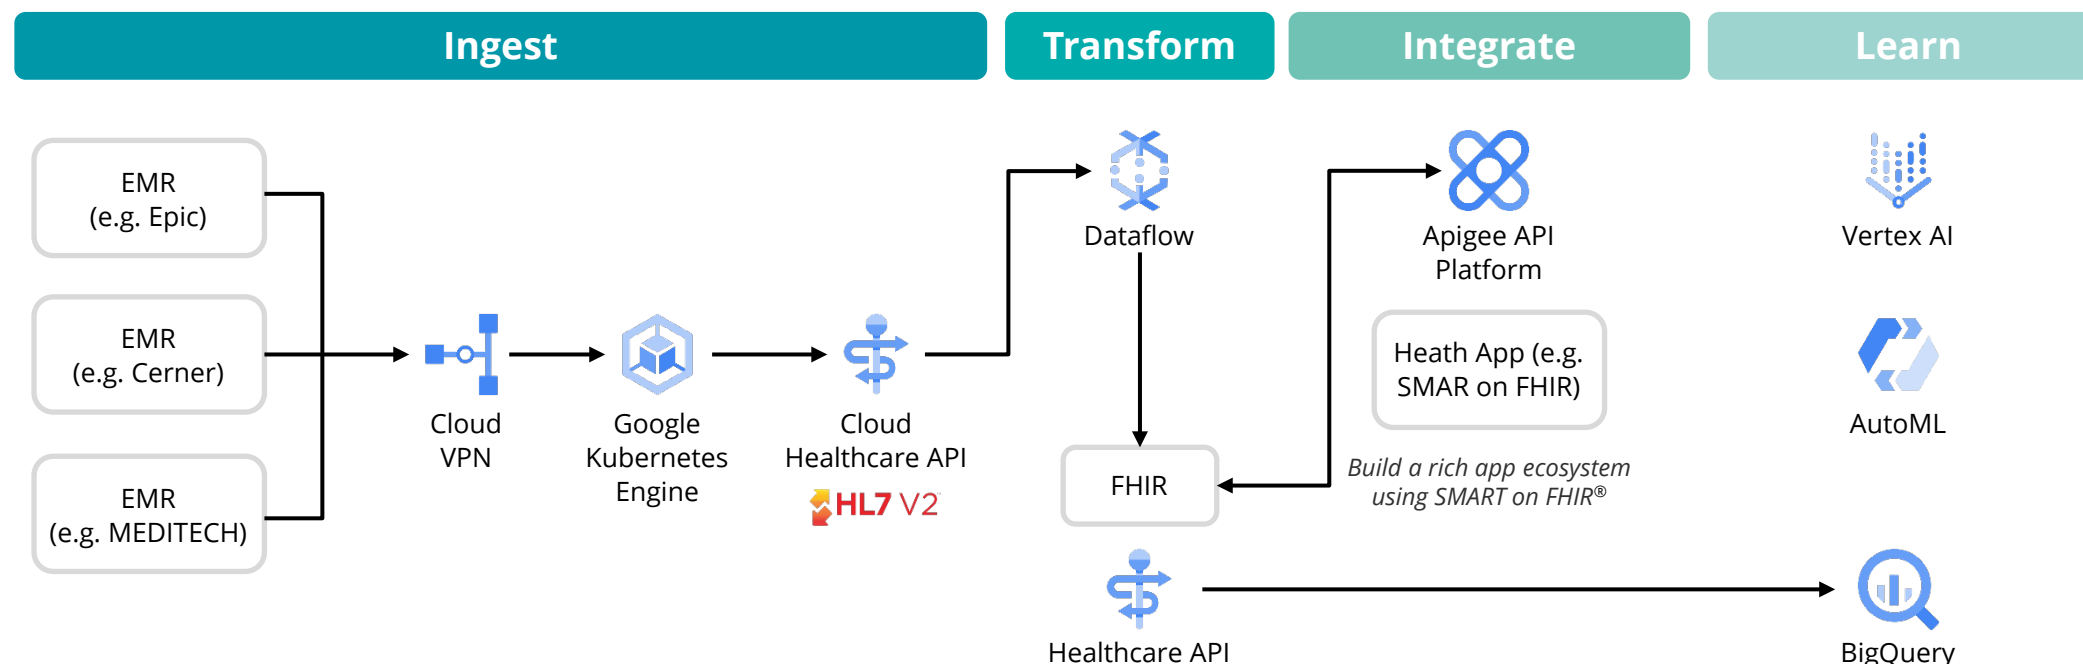 Ingest
Transform
Integrate
Learn
EMR
(e.g. Epic)
EMR
(e.g. Cerner)
EMR
(e.g. MEDITECH)
Cloud
VPN
Google
Kubernetes
Engine
Cloud
Healthcare API
HL7 V2
Dataflow
FHIR
Healthcare API
Apigee API
Platform
Heath App (e.g.
SMAR on FHIR)
Build a rich app ecosystem
using SMART on FHIR®
Vertex AI
AutoML
BigQuery